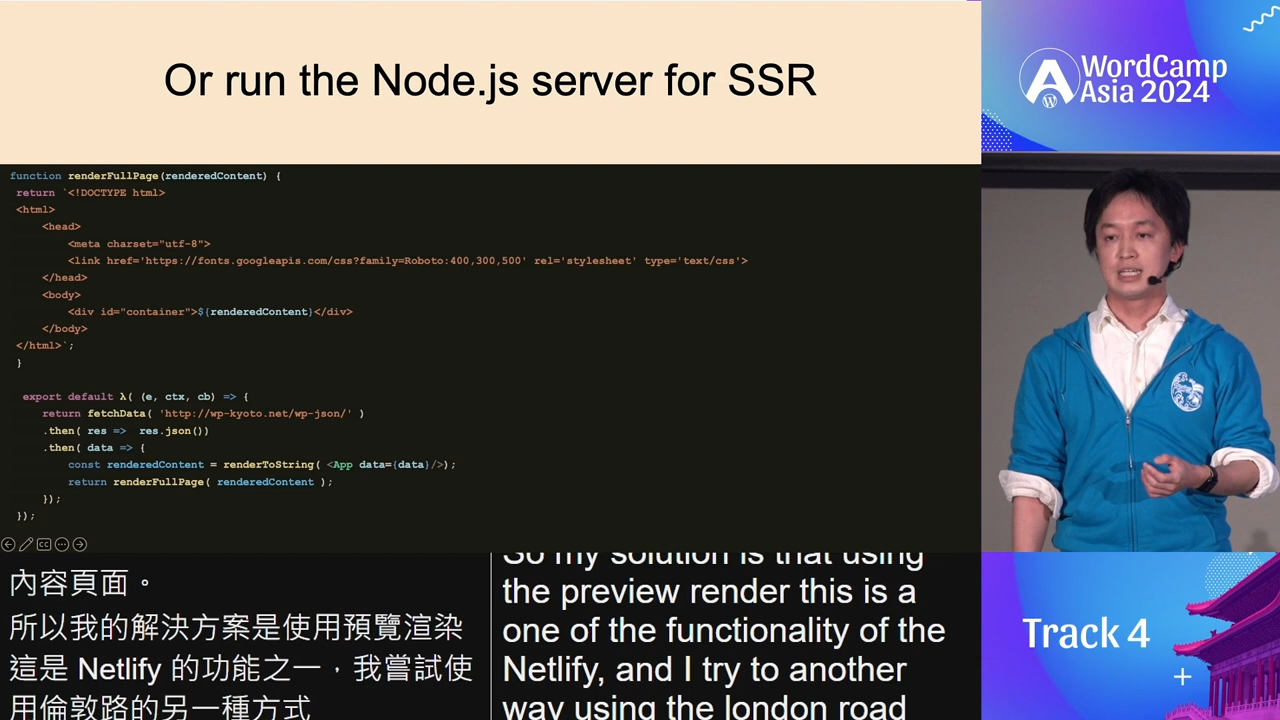 Or run the Node.js server for SSR
function renderFullPage(renderedContent) {
return `<!DOCTYPE html>
<html>
<head>
<meta charset="utf-8">
<link href='https://fonts.googleapis.com/css?family=Roboto:400,300,500' rel='stylesheet' type='text/css'>
</head>
<body>
<div id="container">${renderedContent}</div>
</body>
</html>`;
}
export default λ( (e, ctx, cb) => {
return fetchData( 'http://wp-kyoto.net/wp-json/' )
.then( res => res.json())
.then( data => {
const renderedContent = renderToString( <App data={data}/>);
return renderFullPage( renderedContent );
});
});
CC
內容頁面。
所以我的解決方案是使用預覽渲染
這是 Netlify 的功能之一，我嘗試使
用倫敦路的另一種方式
So my solution is that using
the preview render this is a
one of the functionality of the
Netlify, and I try to another
way using the london road
WordCamp
Asia 2024
Track 4